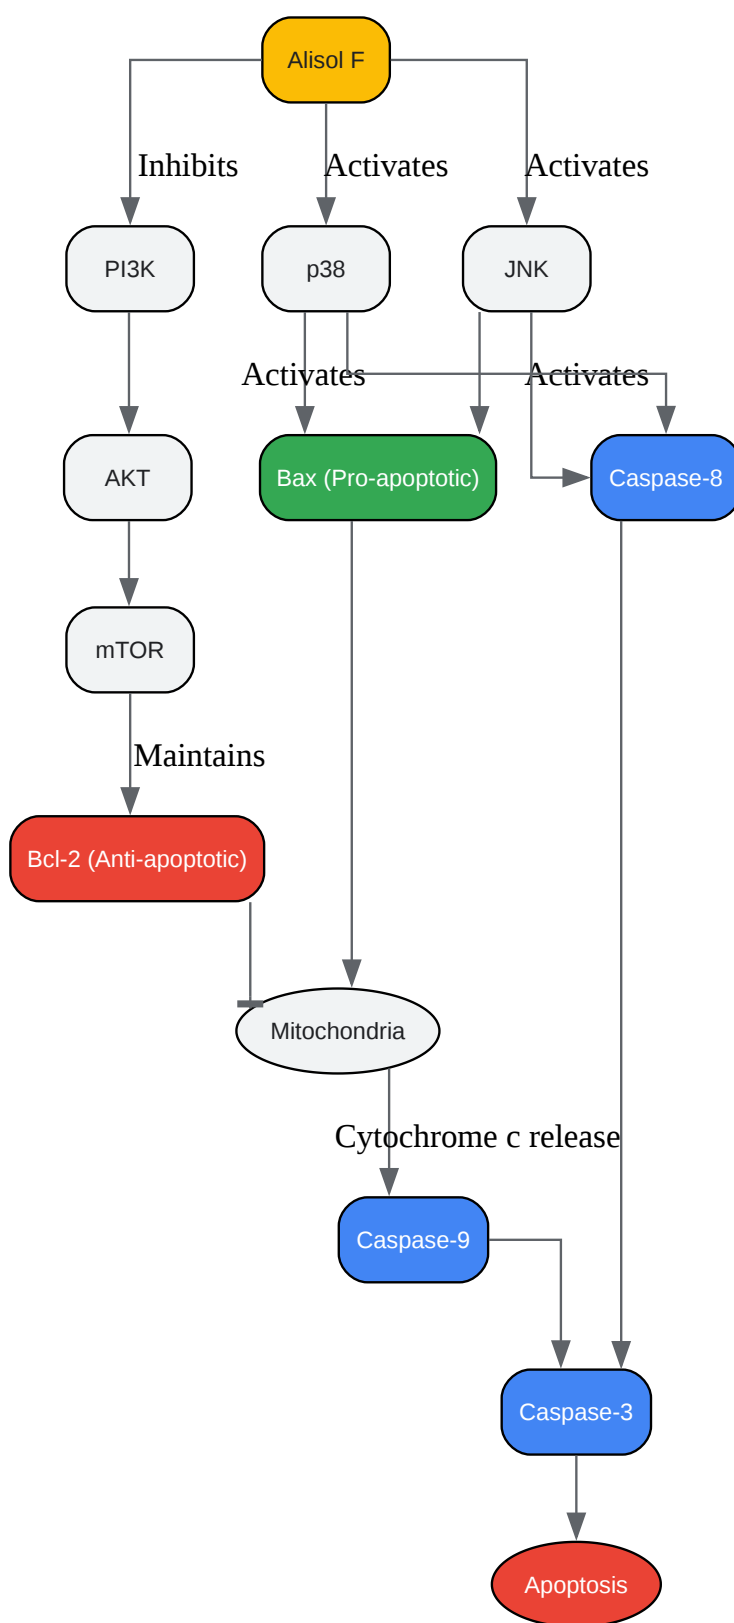 Alisol F
Inhibits
Activates
Activates
PI3K
p38
JNK
Activates
Activates
AKT
Bax (Pro-apoptotic)
Caspase-8
mTOR
Maintains
Bcl-2 (Anti-apoptotic)
Mitochondria
Cytochrome c release
Caspase-9
Caspase-3
Apoptosis